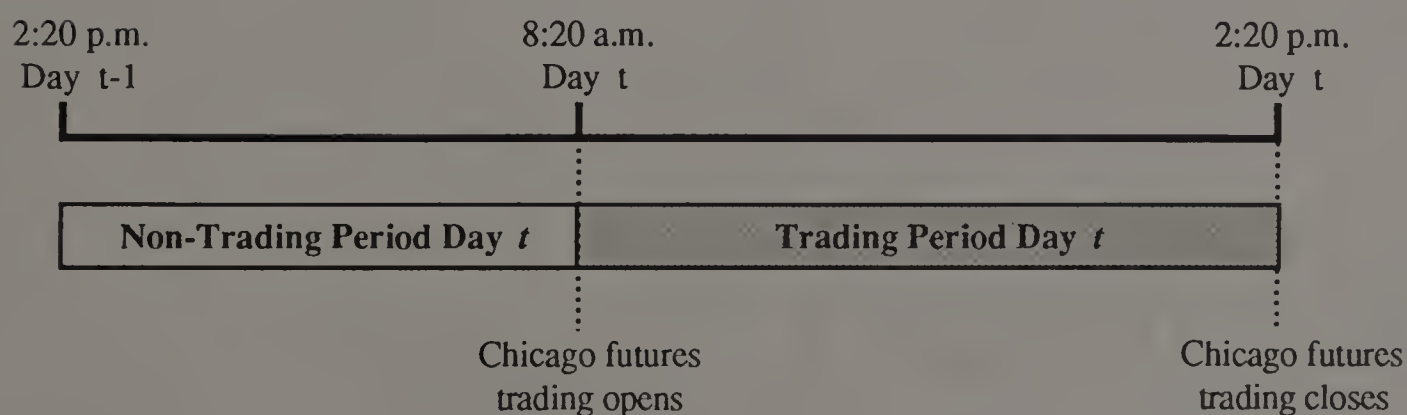 2:20 p.m. 8:20 a.m. 2:20 p.m.
Day t-1 Day t Day t
Non-Trading Period Day t Trading Period Day t
Chicago futures Chicago futures
trading opens trading closes